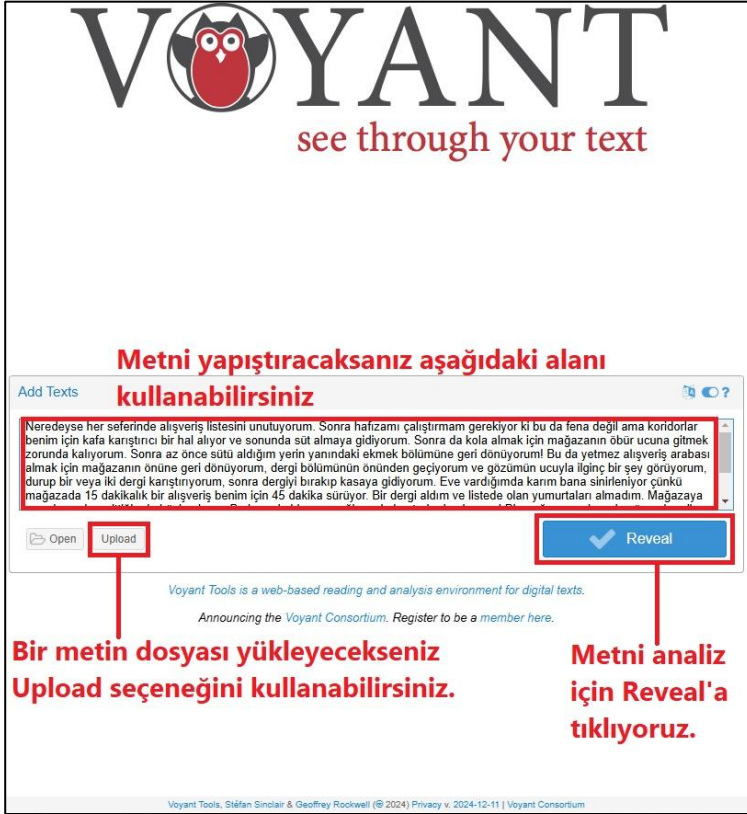 VOYANT
see through your text
Metni yapıştıracaksanız aşağıdaki alanı
kullanabilirsiniz
Add Texts
?
Neredeyse her seferinde alışveriş listesini unutuyorum. Sonra hafızamı çalıştırmam gerekiyor ki bu da fena değil ama koridorlar
benim için kafa karıştırıcı bir hal alıyor ve sonunda süt almaya gidiyorum. Sonra da kola almak için mağazanın öbür ucuna gitmek
zorunda kalıyorum. Sonra az önce sütü aldığım yerin yanındaki ekmek bölümüne geri dönüyorum! Bu da yetmez alışveriş arabası
almak için mağazanın önüne geri dönüyorum, dergi bölümünün önünden geçiyorum ve gözümün ucuyla ilginç bir şey görüyorum,
durup bir veya iki dergi karıştırıyorum, sonra dergiyi bırakıp kasaya gidiyorum. Eve vardığımda karım bana sinirleniyor çünkü
mağazada 15 dakikalık bir alışveriş benim için 45 dakika sürüyor. Bir dergi aldım ve listede olan yumurtaları almadım. Mağazaya
Open
Upload
Reveal
Voyant Tools is a web-based reading and analysis environment for digital texts.
Announcing the Voyant Consortium. Register to be a member here.
Bir metin dosyası yükleyecekseniz
Upload seçeneğini kullanabilirsiniz.
Metni analiz
için Reveal'a
tıklıyoruz.
Voyant Tools, Stéfan Sinclair & Geoffrey Rockwell (© 2024) Privacy v. 2024-12-11 | Voyant Consortium